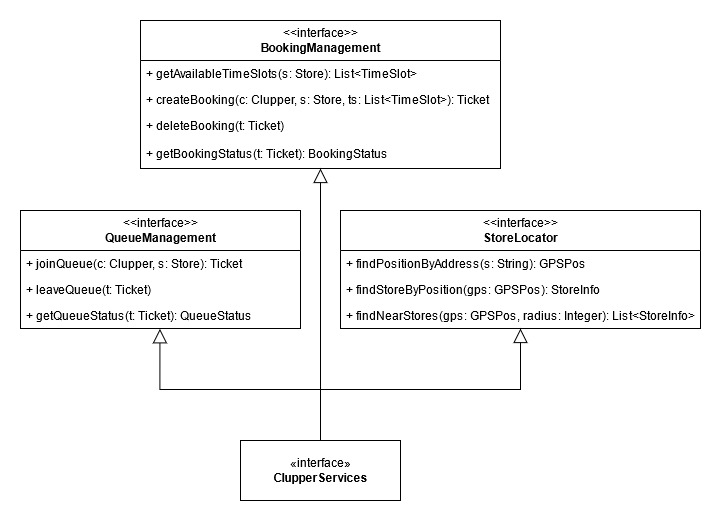 <<interface>>
BookingManagement
+ getAvailableTimeSlots(s: Store): List<TimeSlot>
+ createBooking(c: Clupper, s: Store, ts: List<TimeSlot>): Ticket
+ deleteBooking(t: Ticket)
+ getBookingStatus(t: Ticket): BookingStatus
<<interface>>
QueueManagement
+ joinQueue(c: Clupper, s: Store): Ticket
+ leaveQueue(t: Ticket)
+ getQueueStatus(t: Ticket): QueueStatus
<<interface>>
StoreLocator
+ findPositionByAddress(s: String): GPSPos
+ findStoreByPosition(gps: GPSPos): StoreInfo
+ findNearStores(gps: GPSPos, radius: Integer): List<StoreInfo>
«interface»
ClupperServices